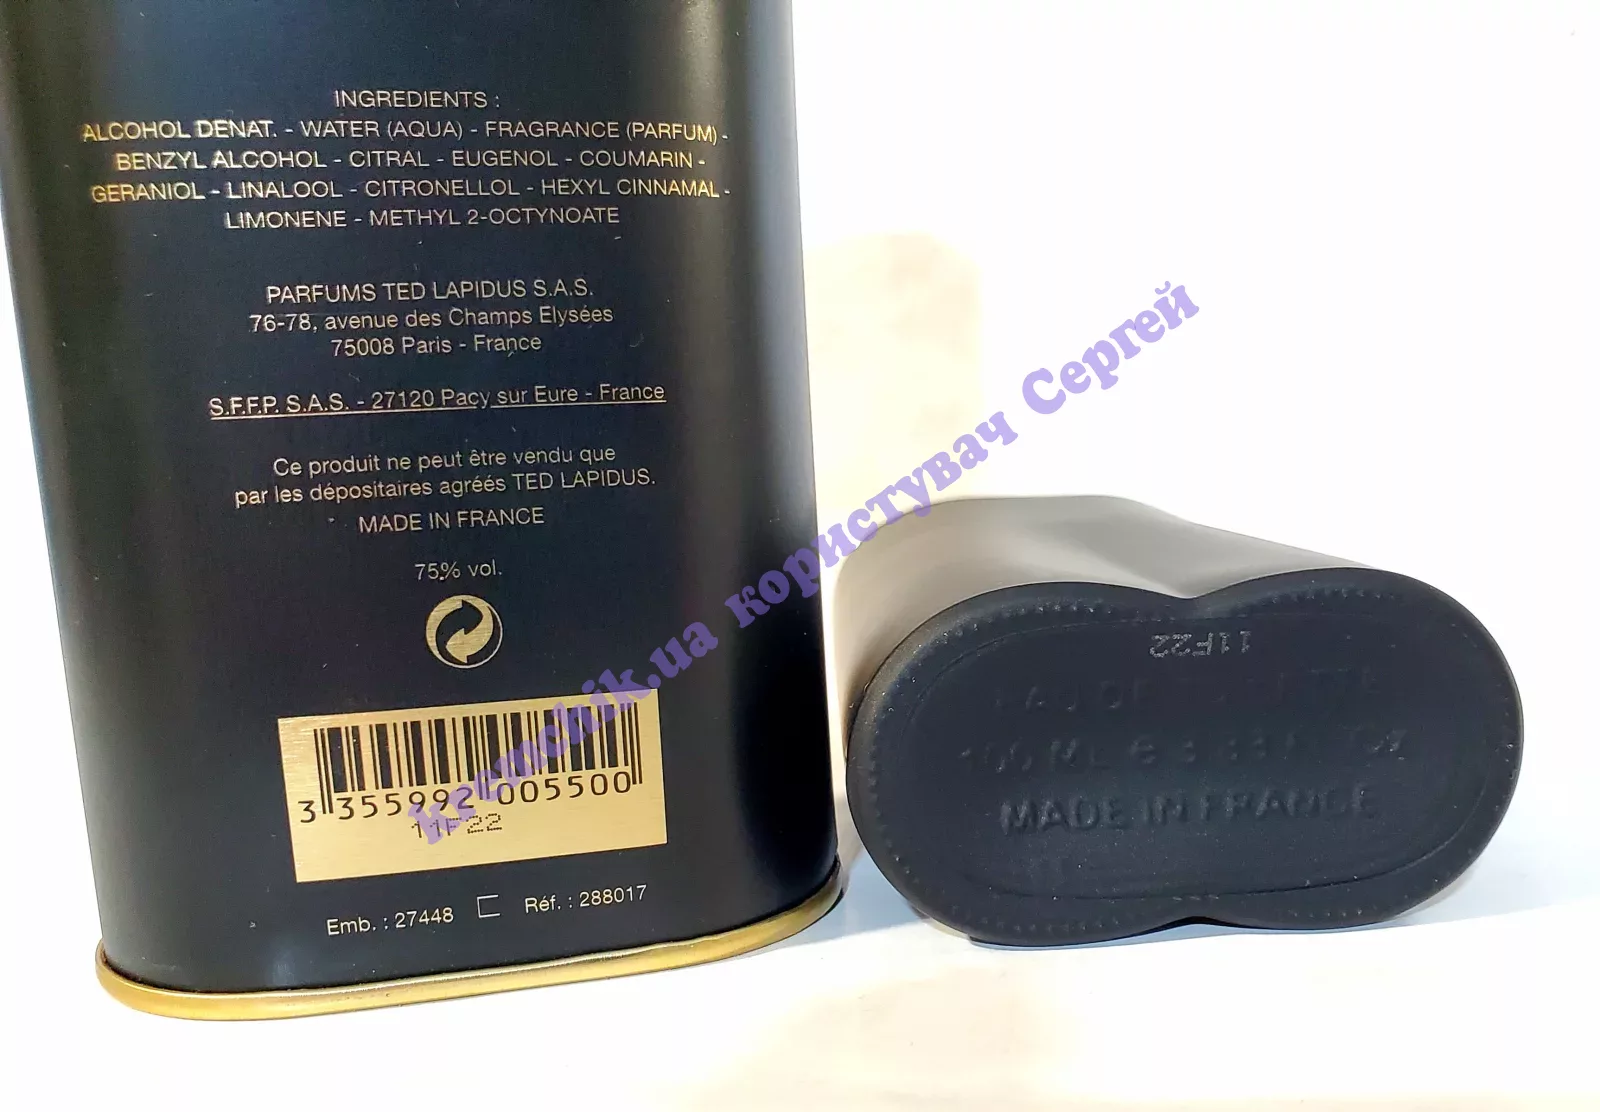 INGREDIENTS :
ALCOHOL DENAT. - WATER (AQUA) - FRAGRANCE (PARFUM) -
BENZYL ALCOHOL - CITRAL - EUGENOL - COUMARIN -
GERANIOL - LINALOOL - CITRONELLOL - HEXYL CINNAMAL -
LIMONENE - METHYL 2-OCTYNOATE
PARFUMS TED LAPIDUS S.A.S.
76-78, avenue des Champs Elysées
75008 Paris - France
S.F.F.P. S.A.S. - 27120 Pacy sur Eure - France
Ce produit ne peut être vendu que
par les dépositaires agréés TED LAPIDUS.
MADE IN FRANCE
75% vol.
3 355992 005500
11F22
Emb. : 27448 Réf. : 288017
kremchik.ua користувач Сергей
11F22
100 ML e
MADE IN FRANCE